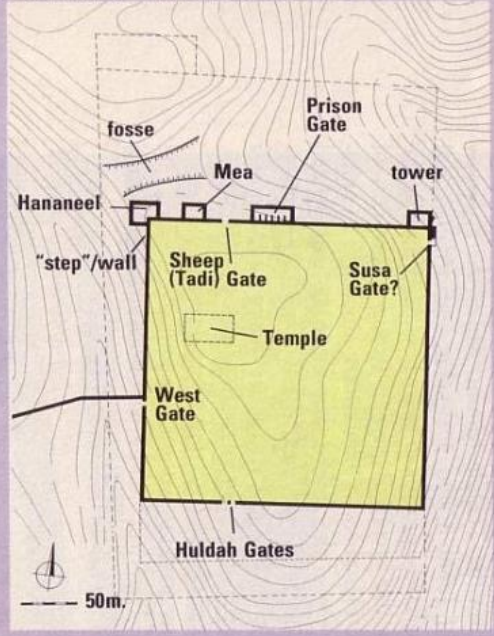 Prison
Gate
fosse
Mea
tower
Hananeel
"step"/wall
Sheep
(Tadi) Gate
Susa
Gate?
Temple
West
Gate
Huldah Gates
50m.